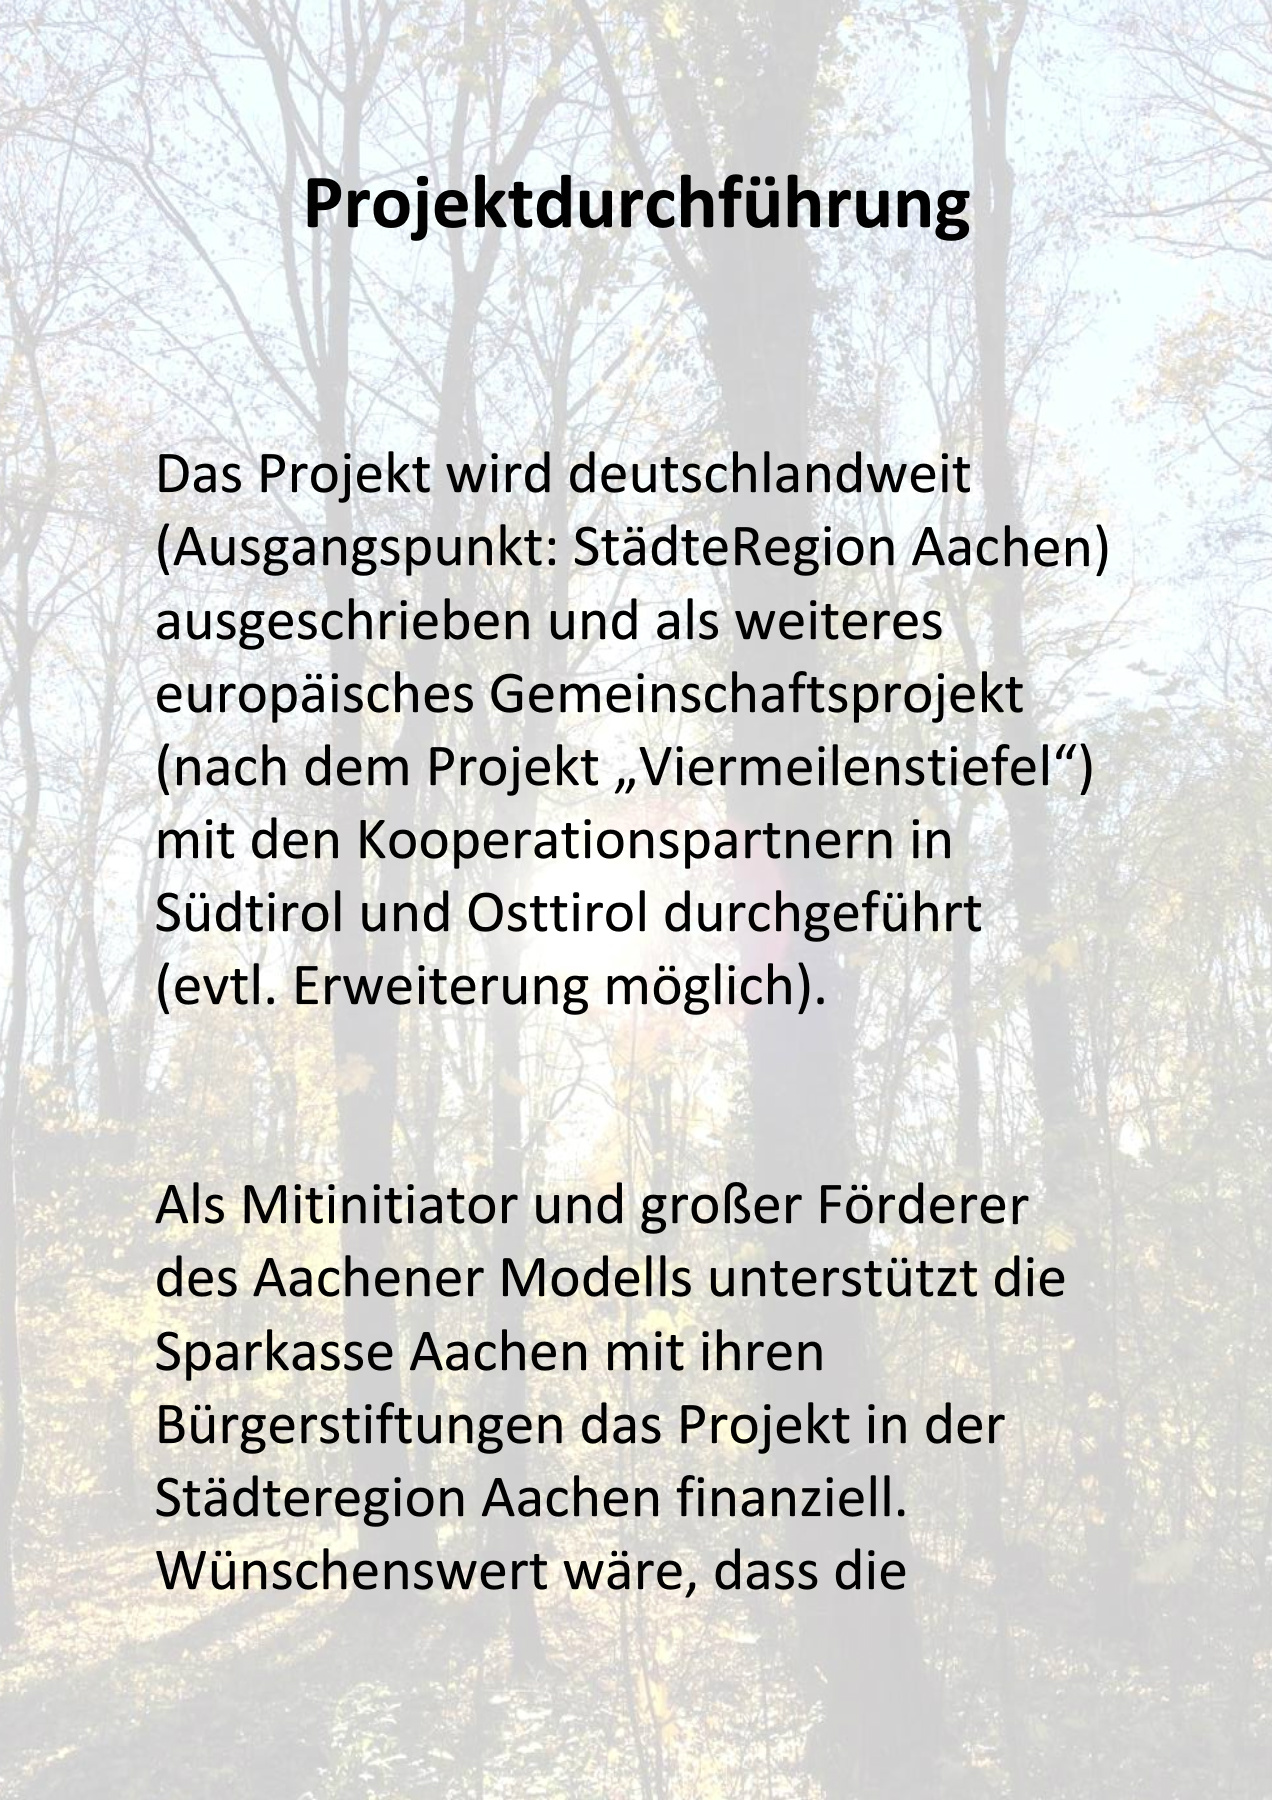 Projektdurchführung
Das Projekt wird deutschlandweit
(Ausgangspunkt: StädteRegion Aachen)
ausgeschrieben und als weiteres
europäisches Gemeinschaftsprojekt
(nach dem Projekt „Viermeilenstiefel“)
mit den Kooperationspartnern in
Südtirol und Osttirol durchgeführt
(evtl. Erweiterung möglich).
Als Mitinitiator und großer Förderer
des Aachener Modells unterstützt die
Sparkasse Aachen mit ihren
Bürgerstiftungen das Projekt in der
Städteregion Aachen finanziell.
Wünschenswert wäre, dass die